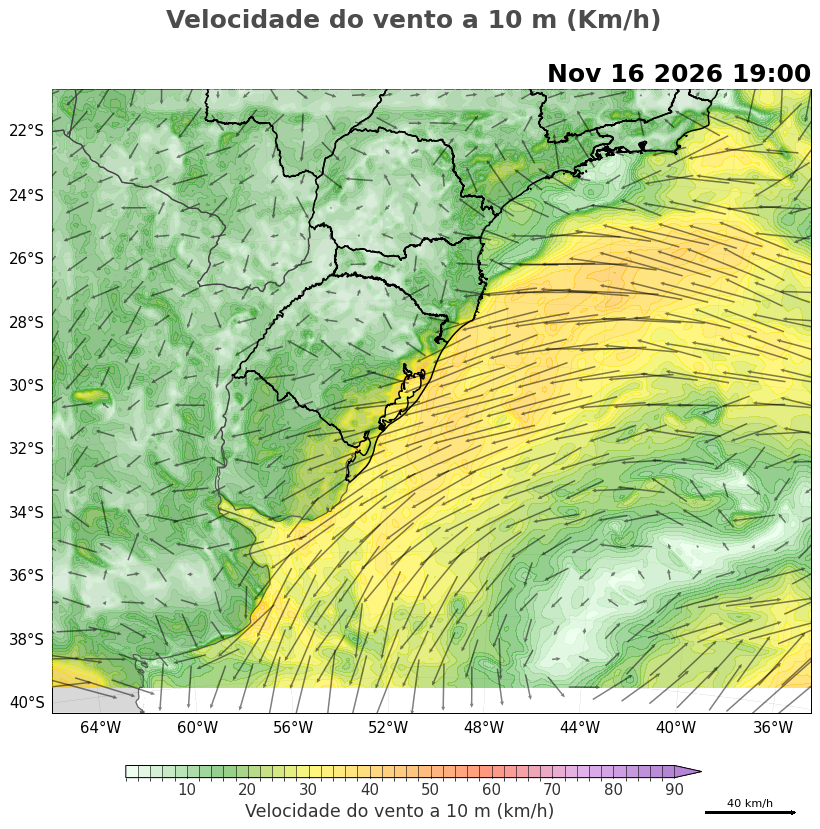 Velocidade do vento a 10 m (Km/h)
Nov 16 2026 19:00
22°S
24°S
26°S
28°S
30°S
32°S
34°S
36°S
38°S
40°S
64°W 60°W 56°W 52°W 48°W 44°W 40°W 36°W
10 20 30 40 50 60 70 80 90
Velocidade do vento a 10 m (km/h)
40 km/h